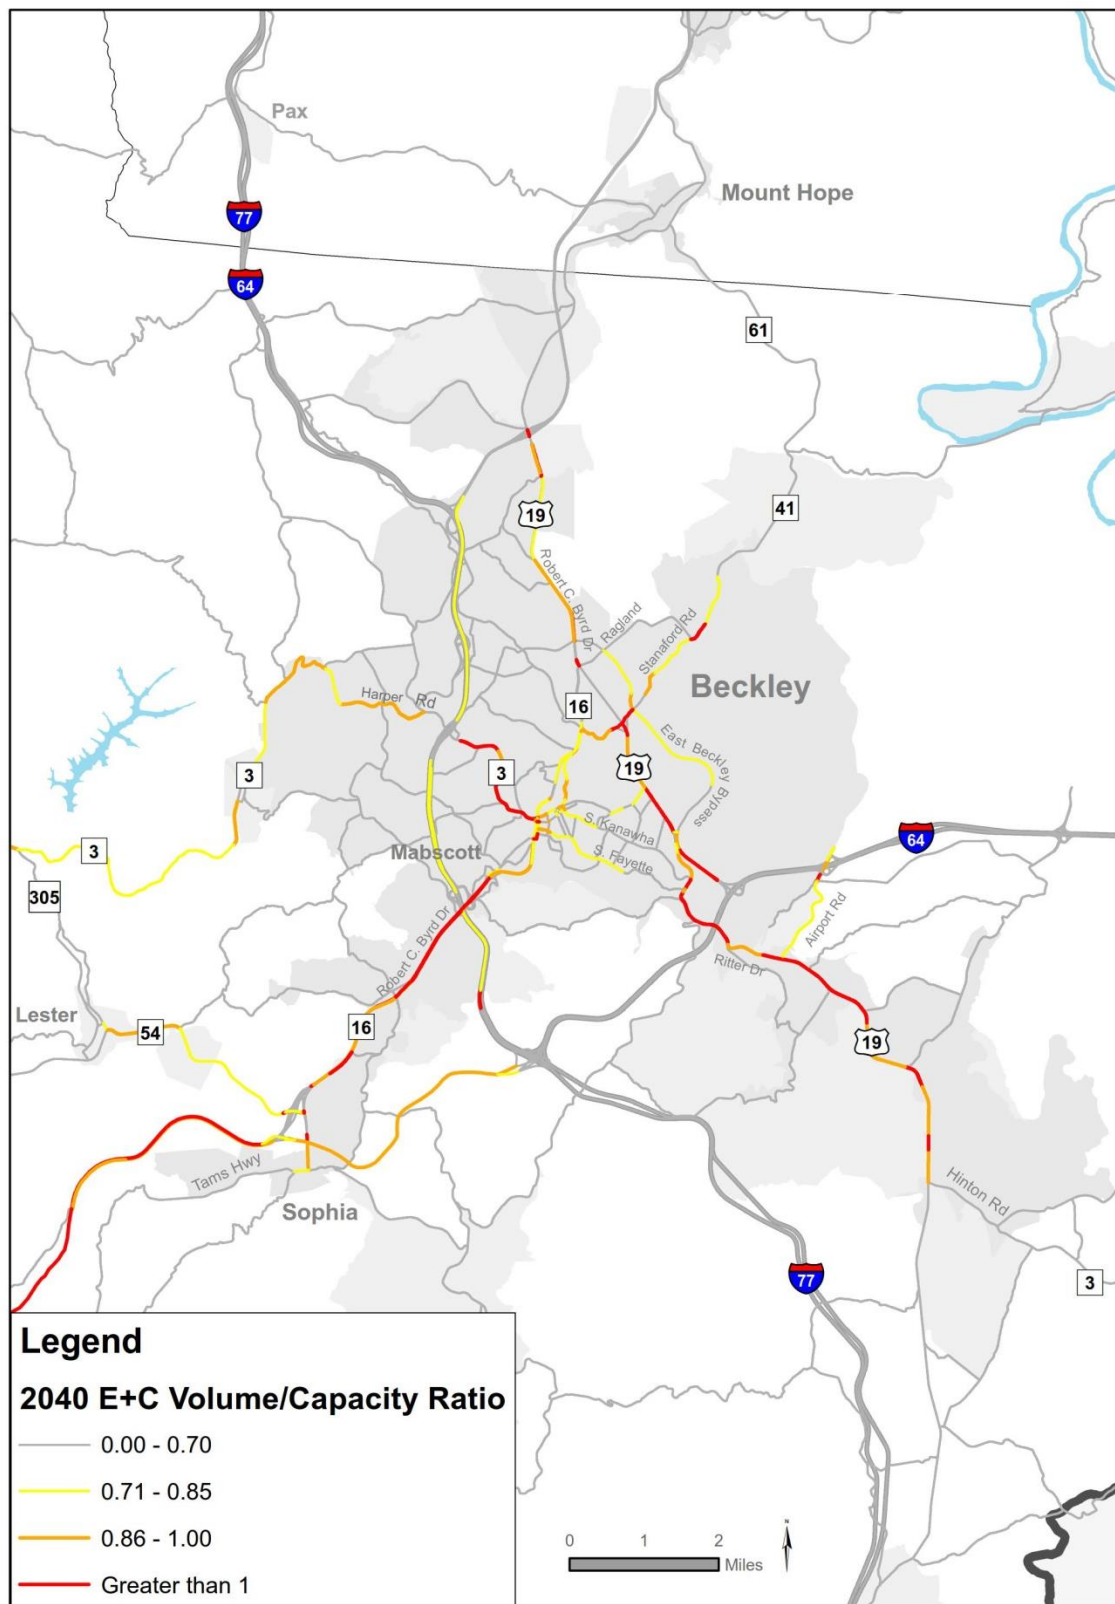 Pax
77
Mount Hope
64
61
41
19
Robert C. Byrd Dr
Ragland
Stanaford Rd
Beckley
Harper Rd
16
East Beckley Bypass
3
3
19
S. Kanawha
64
3
Mabscott
S. Fayette
305
Airport Rd
Robert C. Byrd Dr
Ritter Dr
Lester
54
16
19
Tams Hwy
Hinton Rd
Sophia
77
3
Legend
2040 E+C Volume/Capacity Ratio
0.00 - 0.70
0.71 - 0.85
0.86 - 1.00
Greater than 1
N
0 1 2
Miles